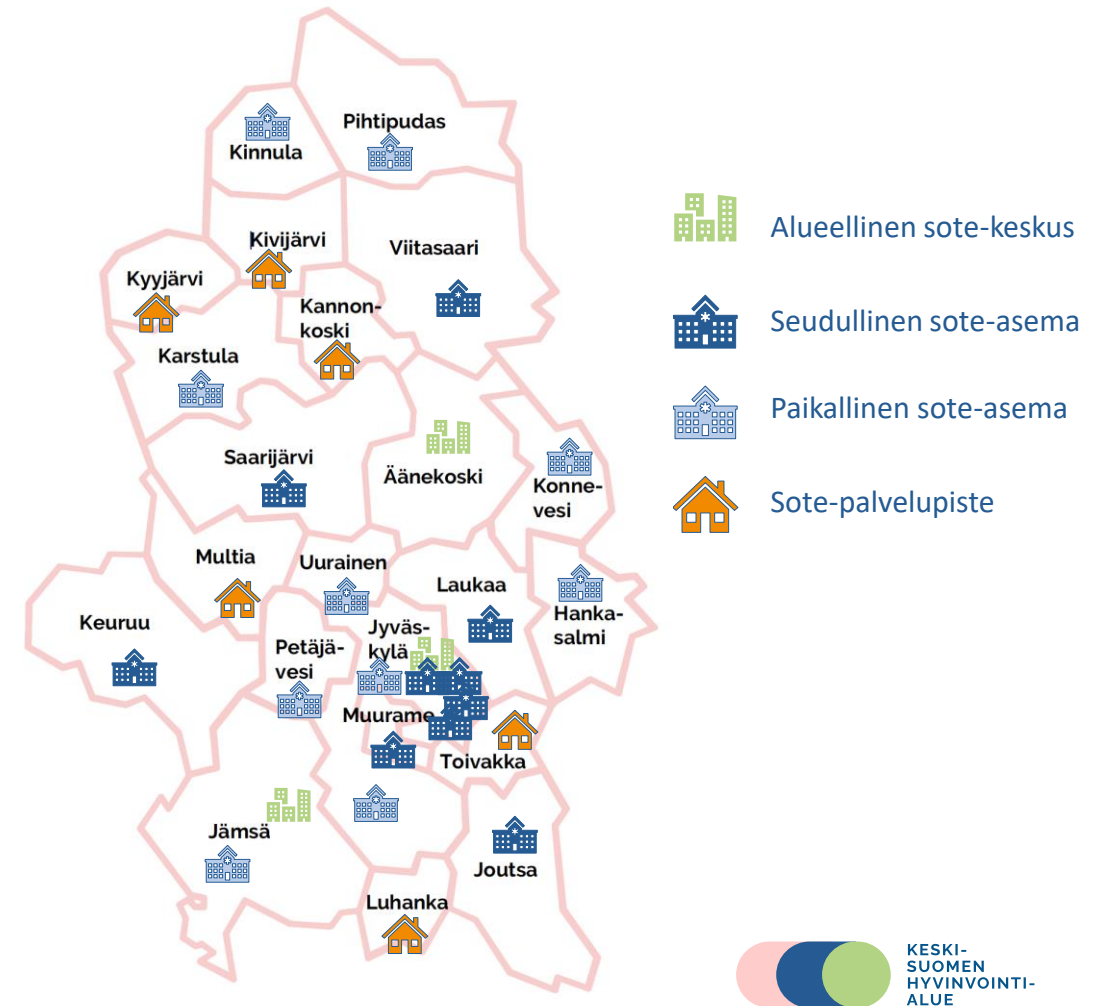 Pihtipudas
Kinnula
Kivijärvi
Viitasaari
Kyyjärvi
Kannon-
koski
Karstula
Saarijärvi
Äänekoski
Konne-
vesi
Multia
Uurainen
Laukaa
Hanka-
salmi
Keuruu
Jyväs-
kylä
Petäjä-
vesi
Muurame
Toivakka
Jämsä
Joutsa
Luhanka
Alueellinen sote-keskus
Seudullinen sote-asema
Paikallinen sote-asema
Sote-palvelupiste
KESKI-
SUOMEN
HYVINVOINTI-
ALUE